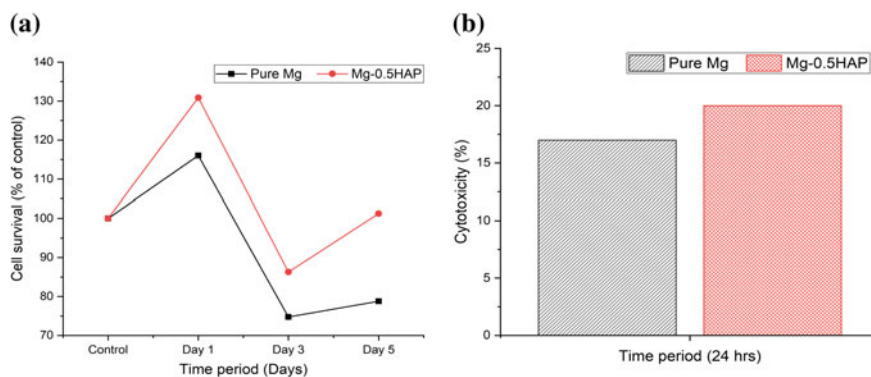 (a)
140
130
120
110
100
90
80
70
Cell survival (% of control)
Pure Mg
Mg-0.5HAP
Control
Day 1
Day 3
Day 5
Time period (Days)
(b)
25
20
15
10
5
0
Cytotoxicity (%)
Pure Mg
Mg-0.5HAP
Time period (24 hrs)